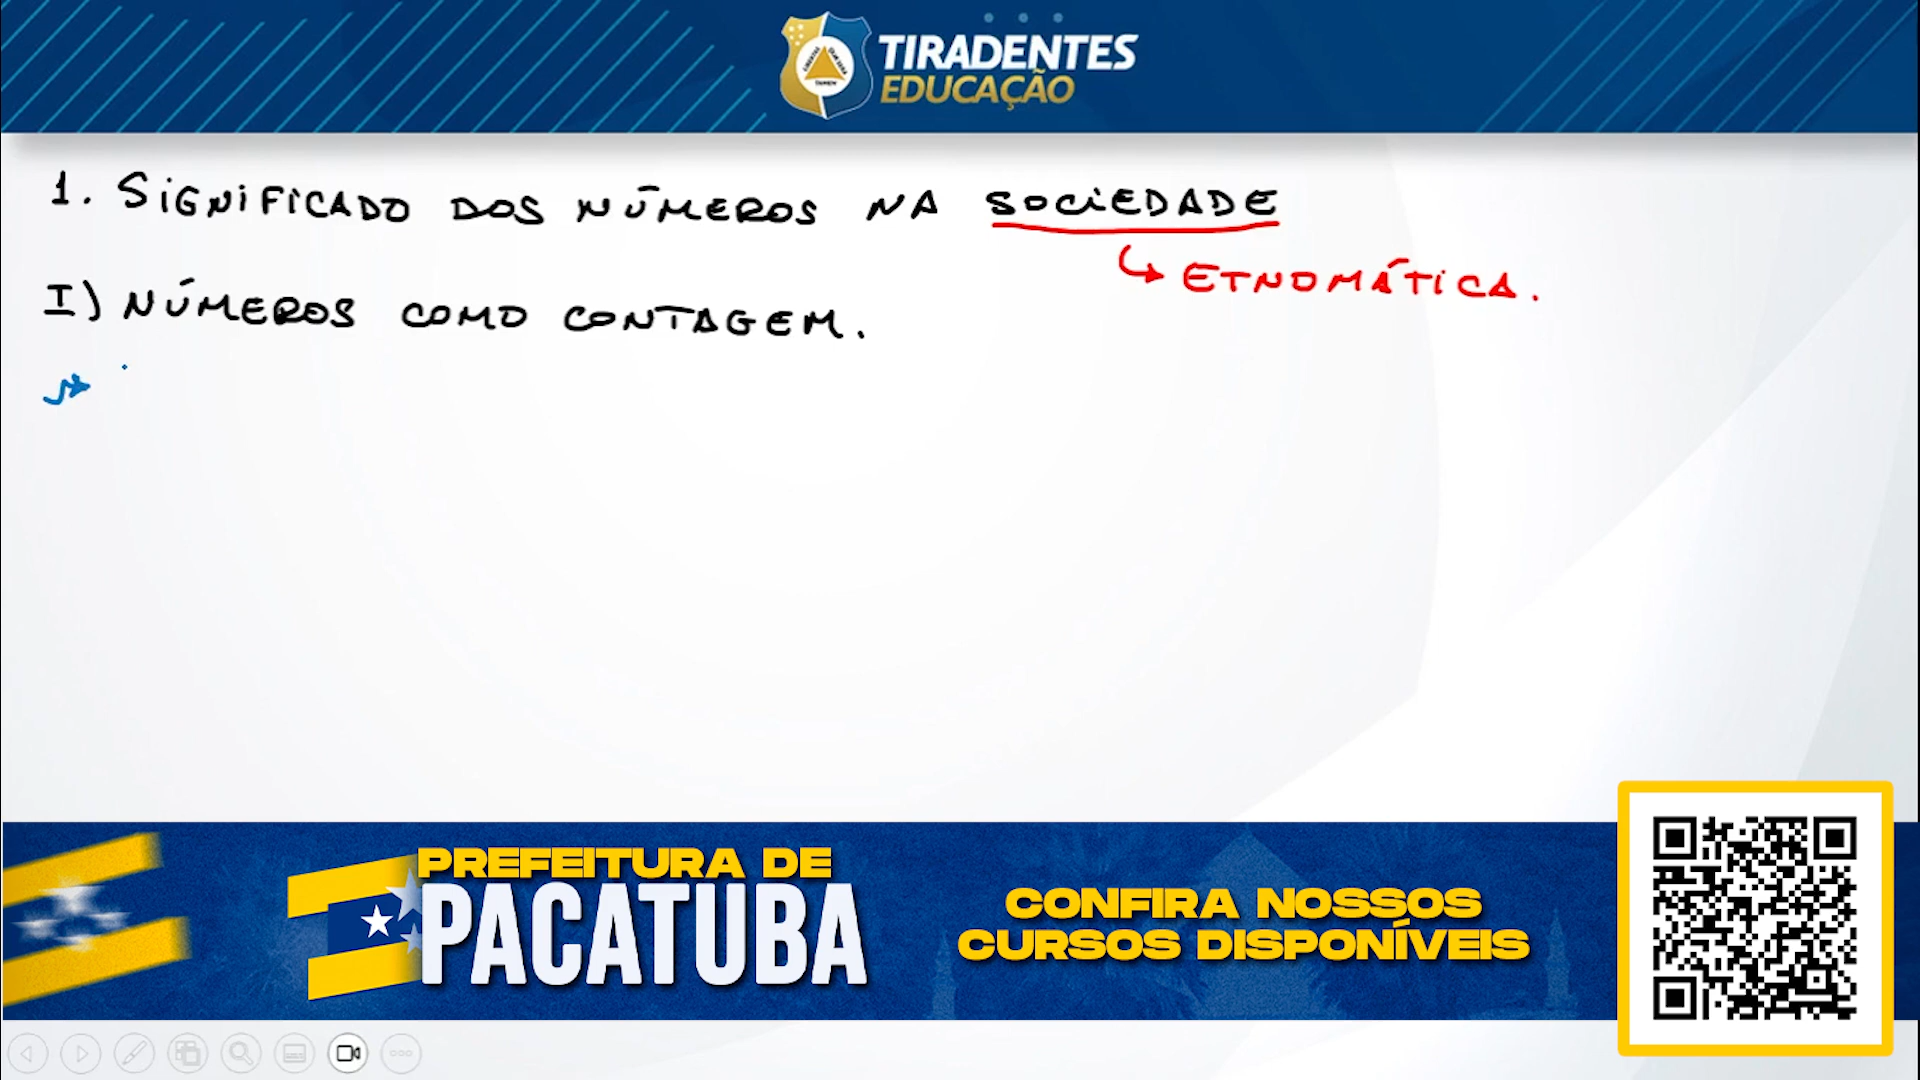 TIRADENTES
EDUCAÇÃO
1. SIGNIFICADO DOS NÚMEROS NA SOCIEDADE
↳ ETNOMÁTICA.
I) NÚMEROS COMO CONTAGEM.
PREFEITURA DE
PACATUBA
CONFIRA NOSSOS
CURSOS DISPONÍVEIS